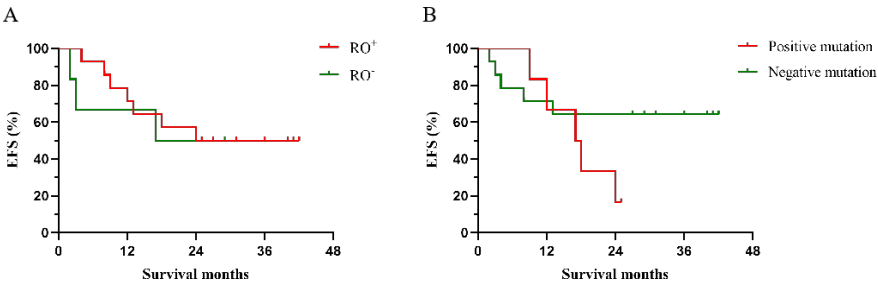 A
EFS (%)
100
80
60
40
20
0
0 12 24 36 48
Survival months
RO⁺
RO⁻
B
EFS (%)
100
80
60
40
20
0
0 12 24 36 48
Survival months
Positive mutation
Negative mutation